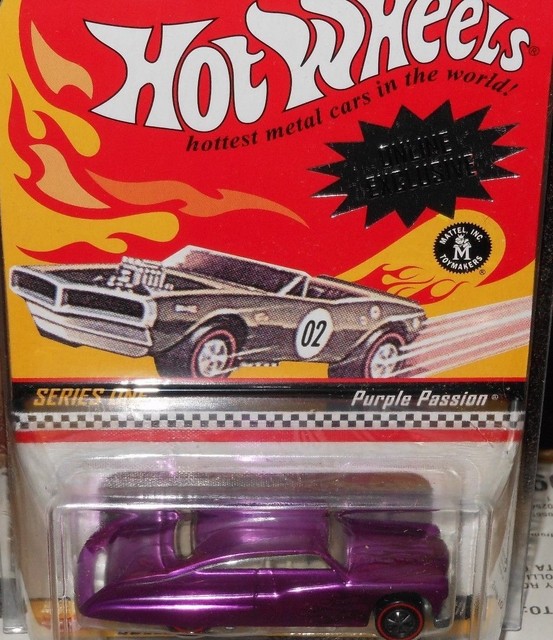 HOT WHEELS®
hottest metal cars in the world!
ONLINE
EXCLUSIVE
MATTEL, INC
M
TOYMAKERS
®
02
SERIES ONE
Purple Passion®